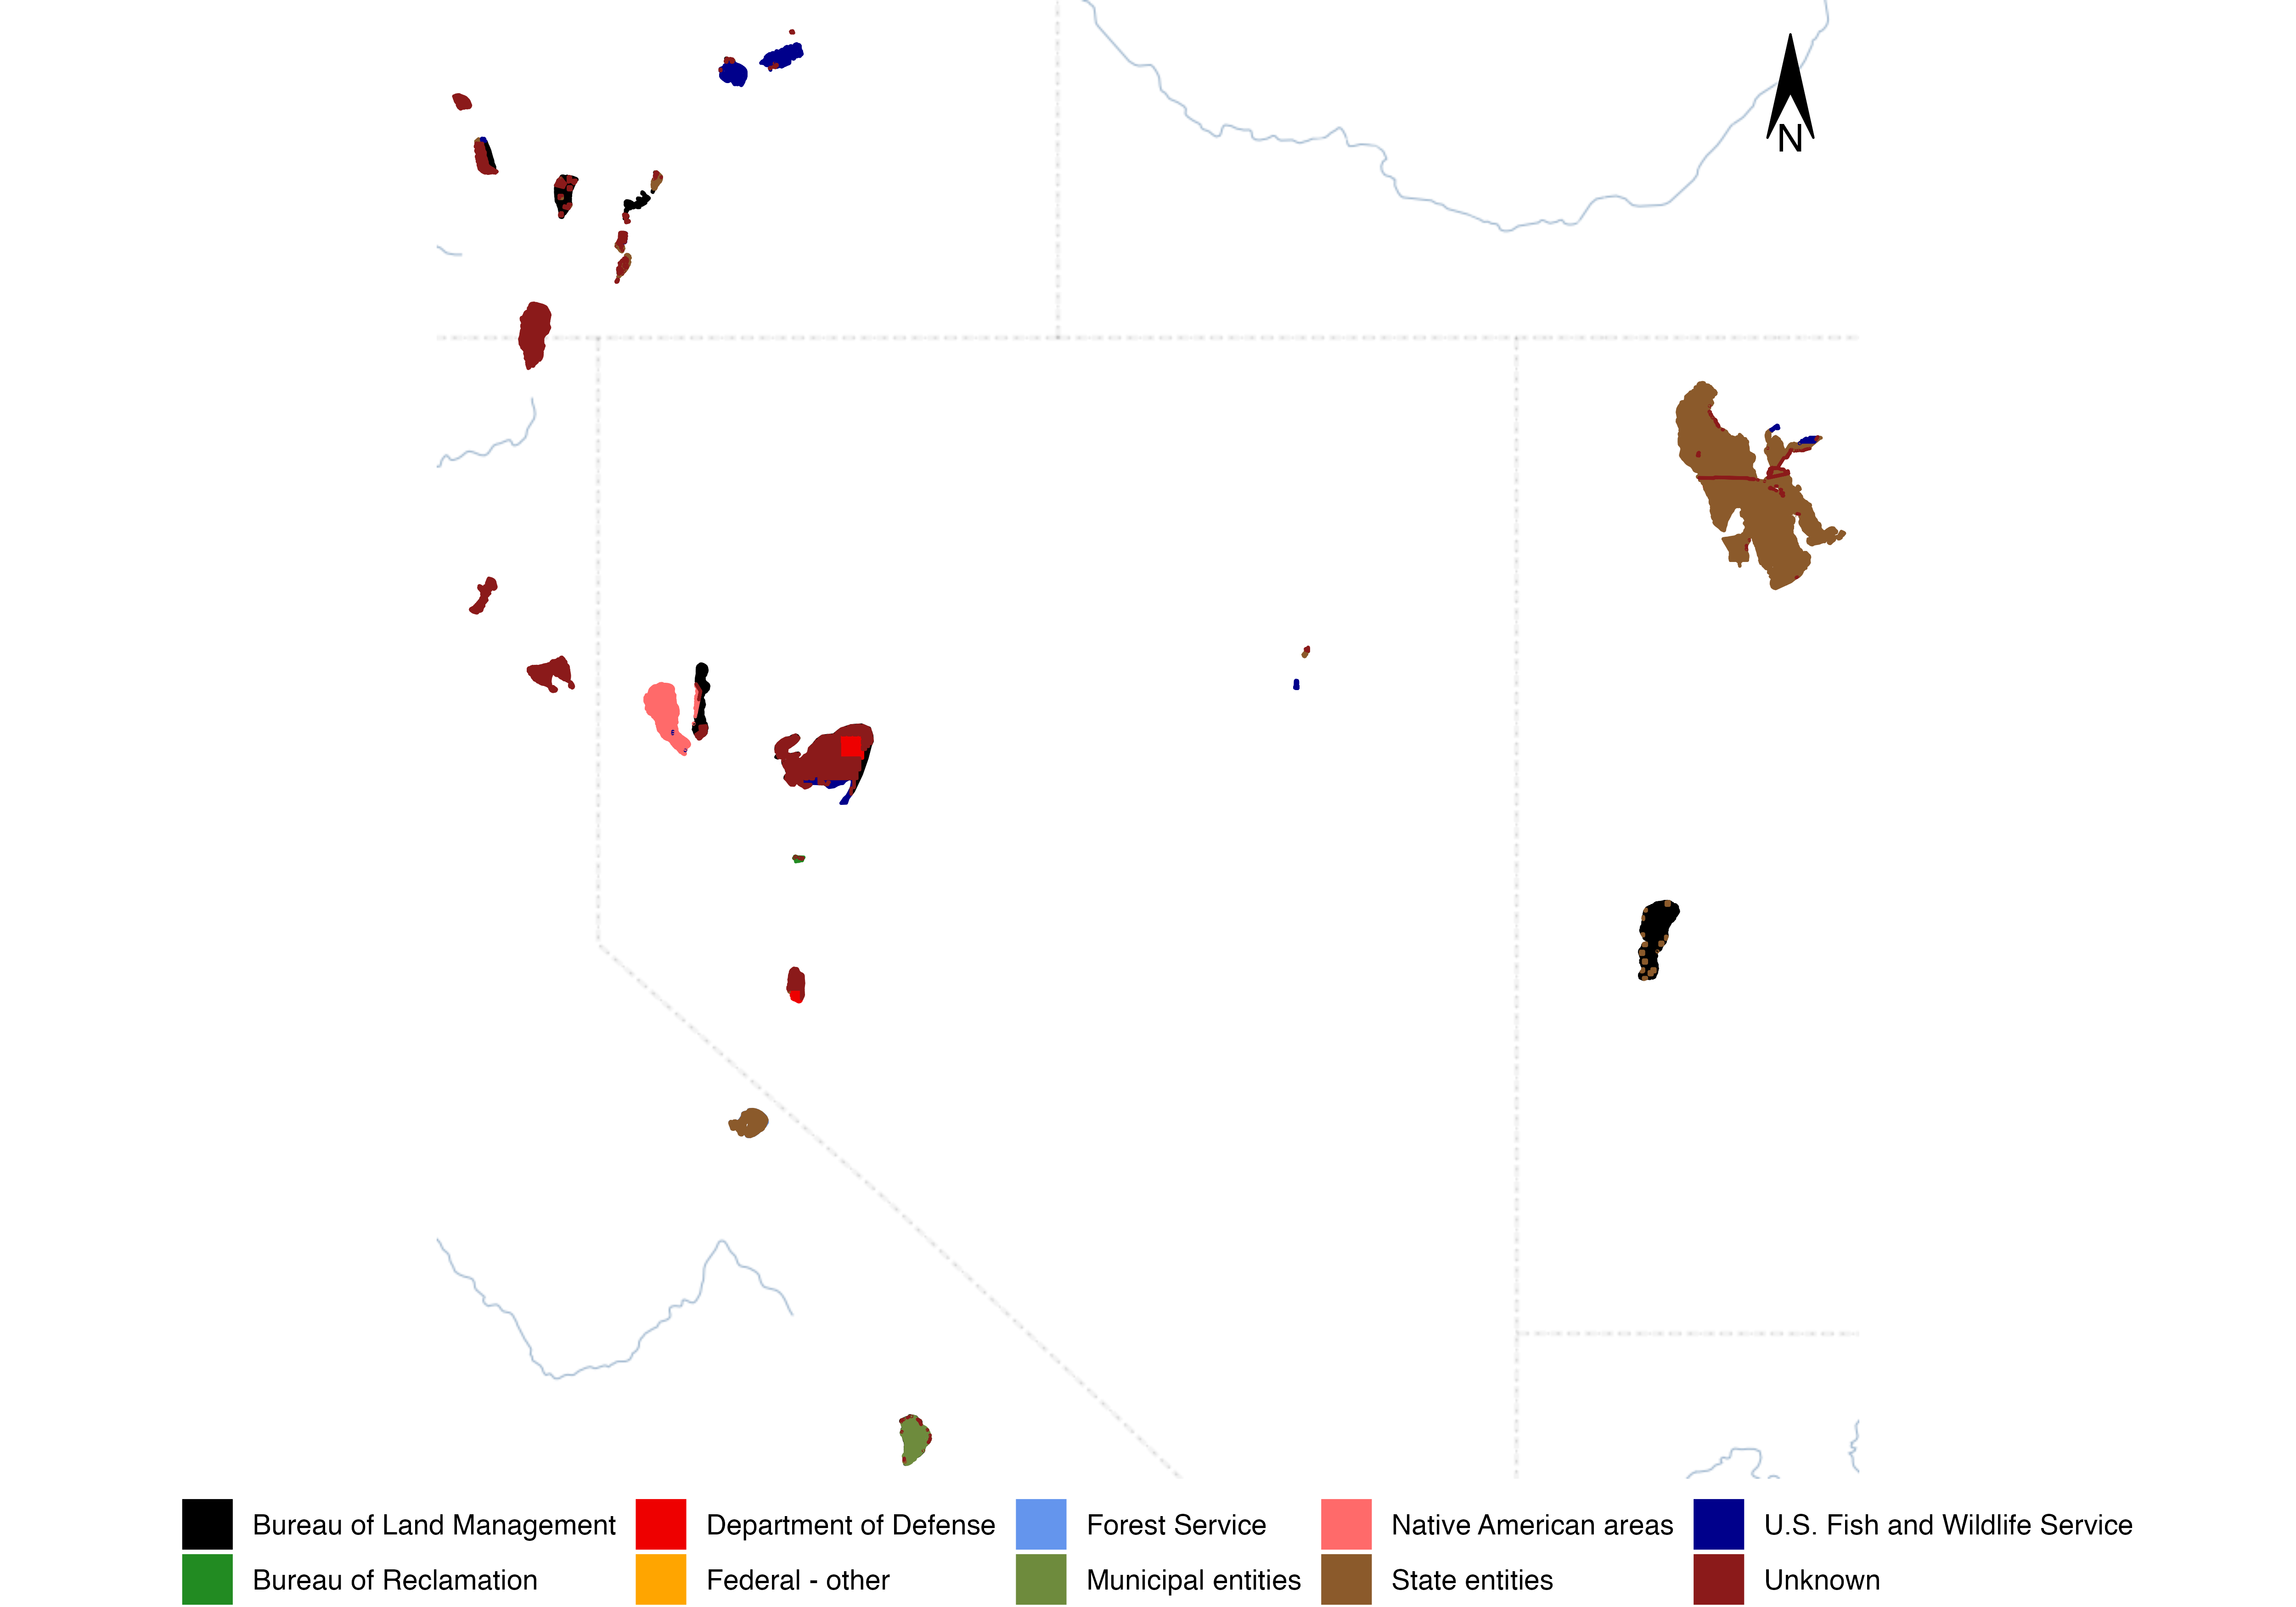 N
Bureau of Land Management Department of Defense Forest Service Native American areas U.S. Fish and Wildlife Service
Bureau of Reclamation Federal - other Municipal entities State entities Unknown